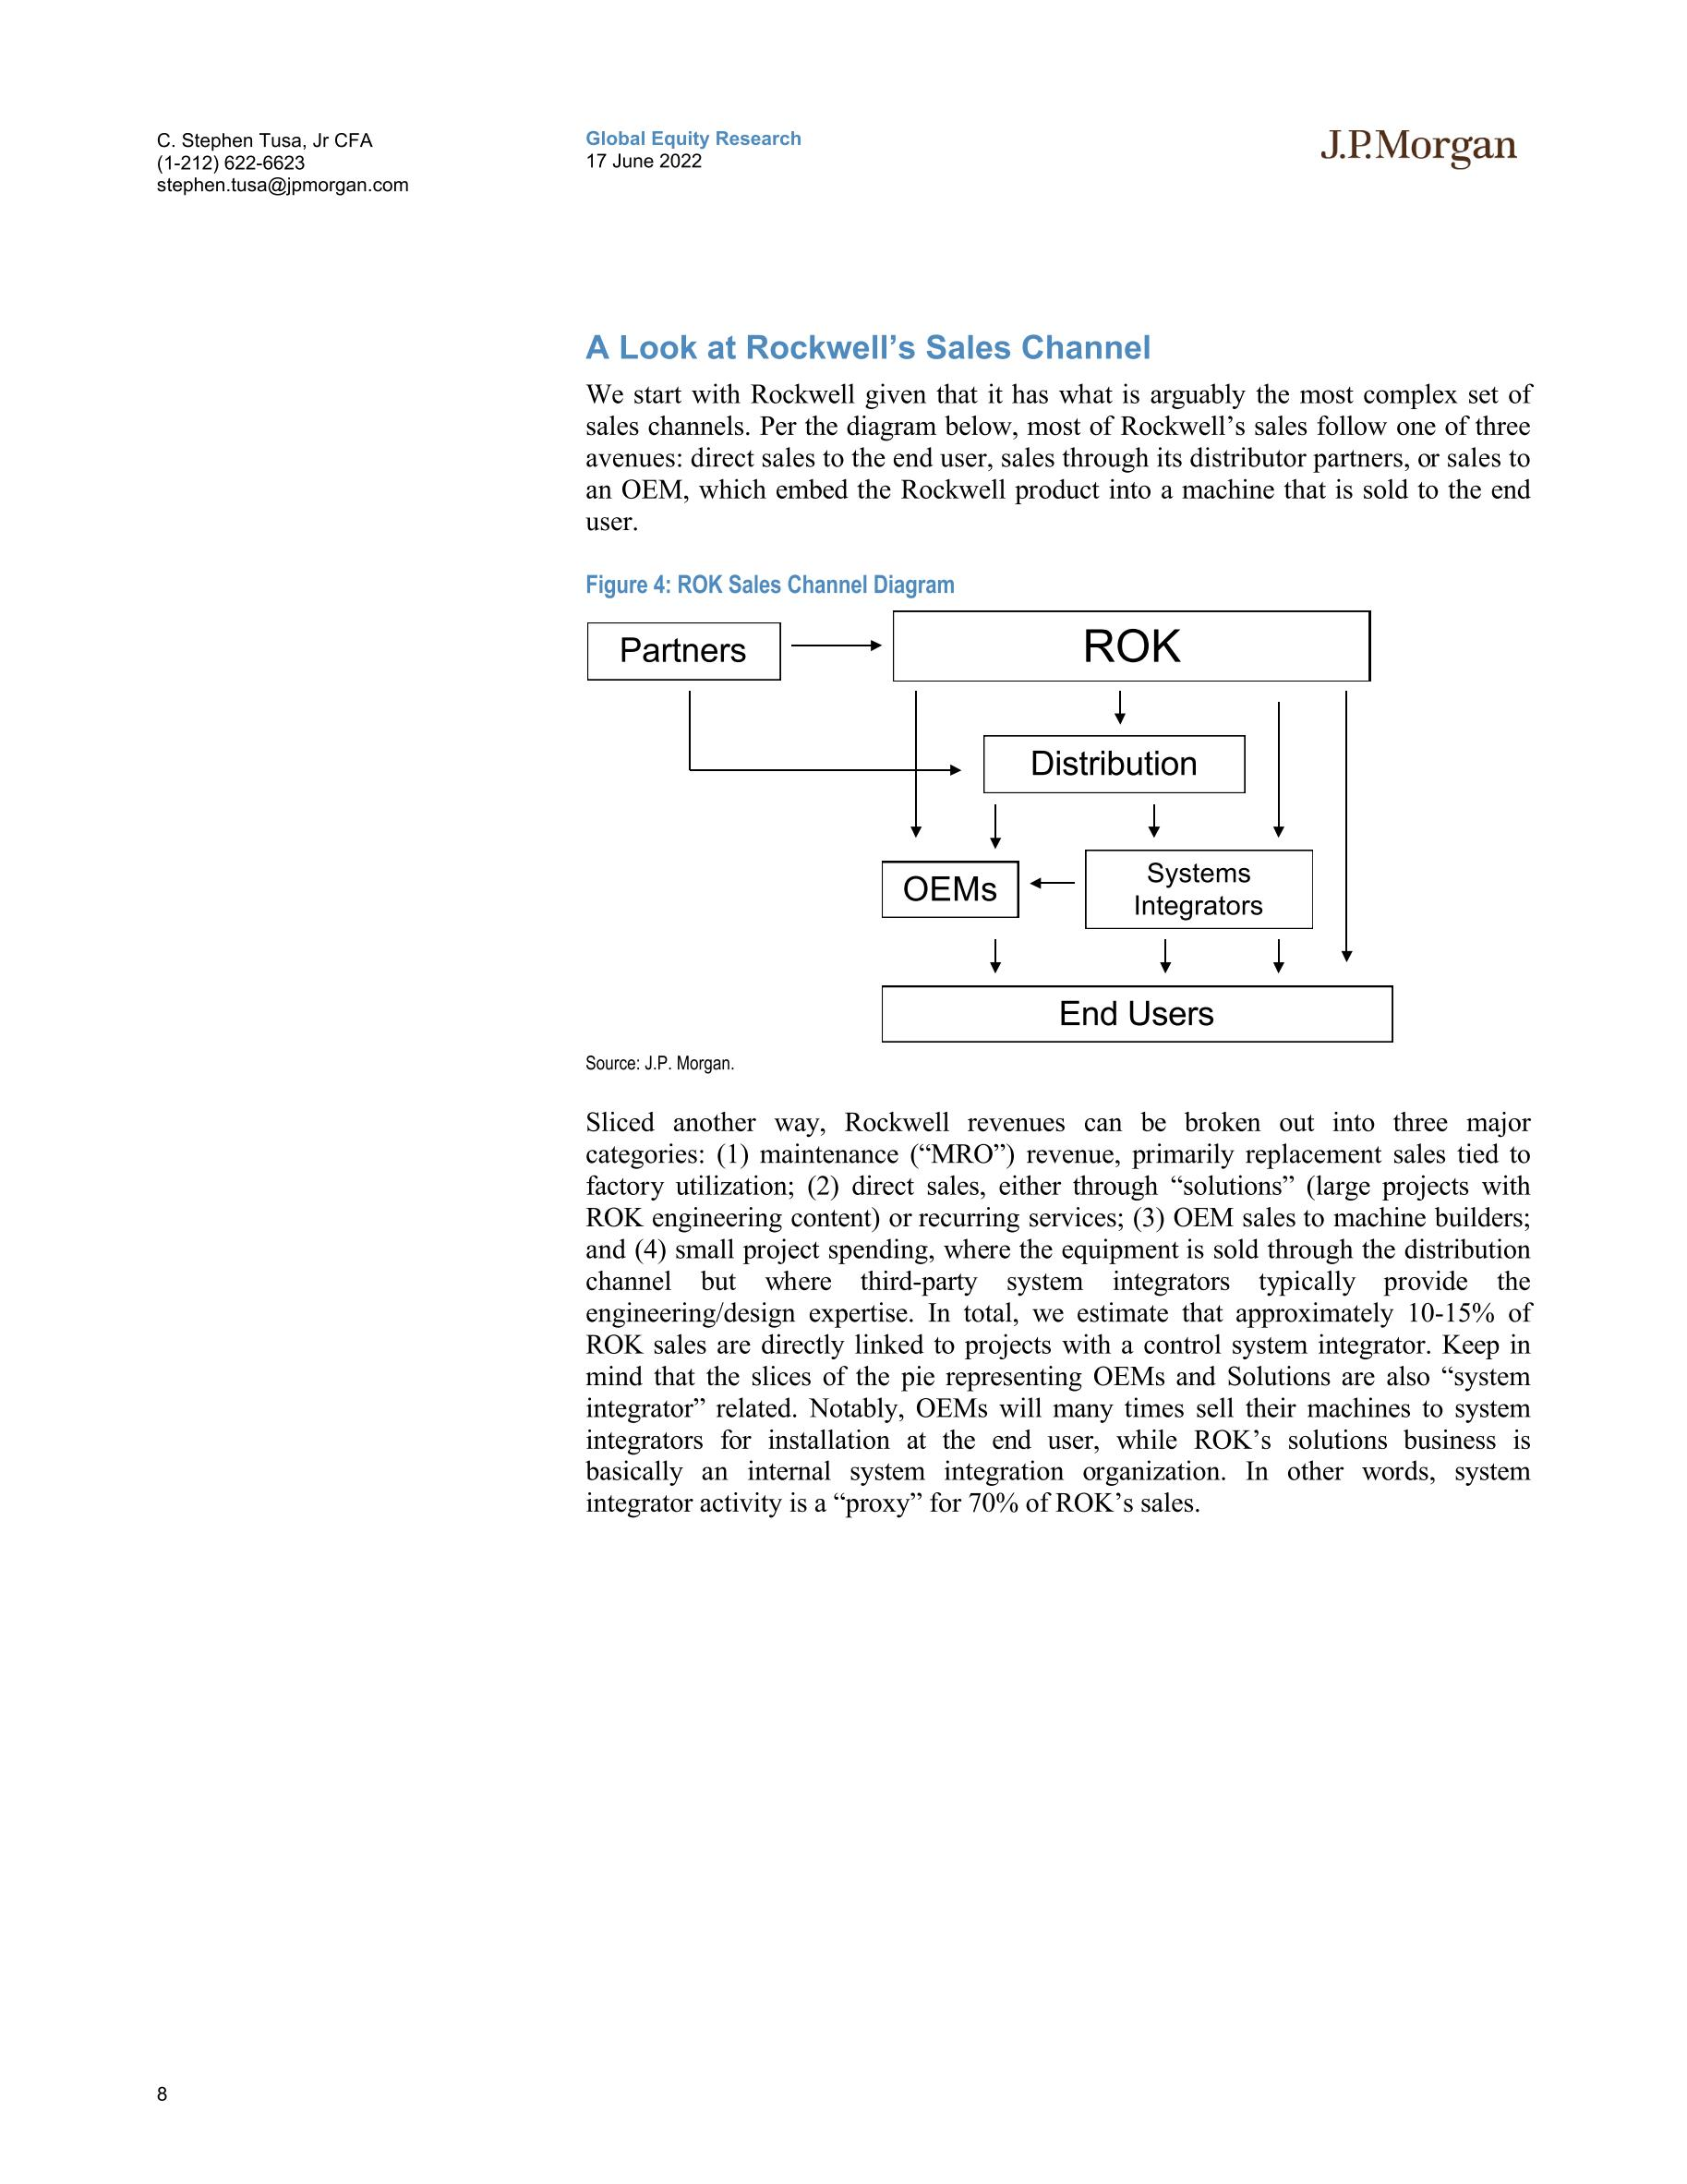 C. Stephen Tusa, Jr CFA
(1-212) 622-6623
stephen.tusa@jpmorgan.com
Global Equity Research
17 June 2022
J.P.Morgan
A Look at Rockwell’s Sales Channel
We start with Rockwell given that it has what is arguably the most complex set of
sales channels. Per the diagram below, most of Rockwell’s sales follow one of three
avenues: direct sales to the end user, sales through its distributor partners, or sales to
an OEM, which embed the Rockwell product into a machine that is sold to the end
user.
Figure 4: ROK Sales Channel Diagram
Partners
ROK
Distribution
OEMs
Systems
Integrators
End Users
Source: J.P. Morgan.
Sliced another way, Rockwell revenues can be broken out into three major
categories: (1) maintenance (“MRO”) revenue, primarily replacement sales tied to
factory utilization; (2) direct sales, either through “solutions” (large projects with
ROK engineering content) or recurring services; (3) OEM sales to machine builders;
and (4) small project spending, where the equipment is sold through the distribution
channel but where third-party system integrators typically provide the
engineering/design expertise. In total, we estimate that approximately 10-15% of
ROK sales are directly linked to projects with a control system integrator. Keep in
mind that the slices of the pie representing OEMs and Solutions are also “system
integrator” related. Notably, OEMs will many times sell their machines to system
integrators for installation at the end user, while ROK’s solutions business is
basically an internal system integration organization. In other words, system
integrator activity is a “proxy” for 70% of ROK’s sales.
8